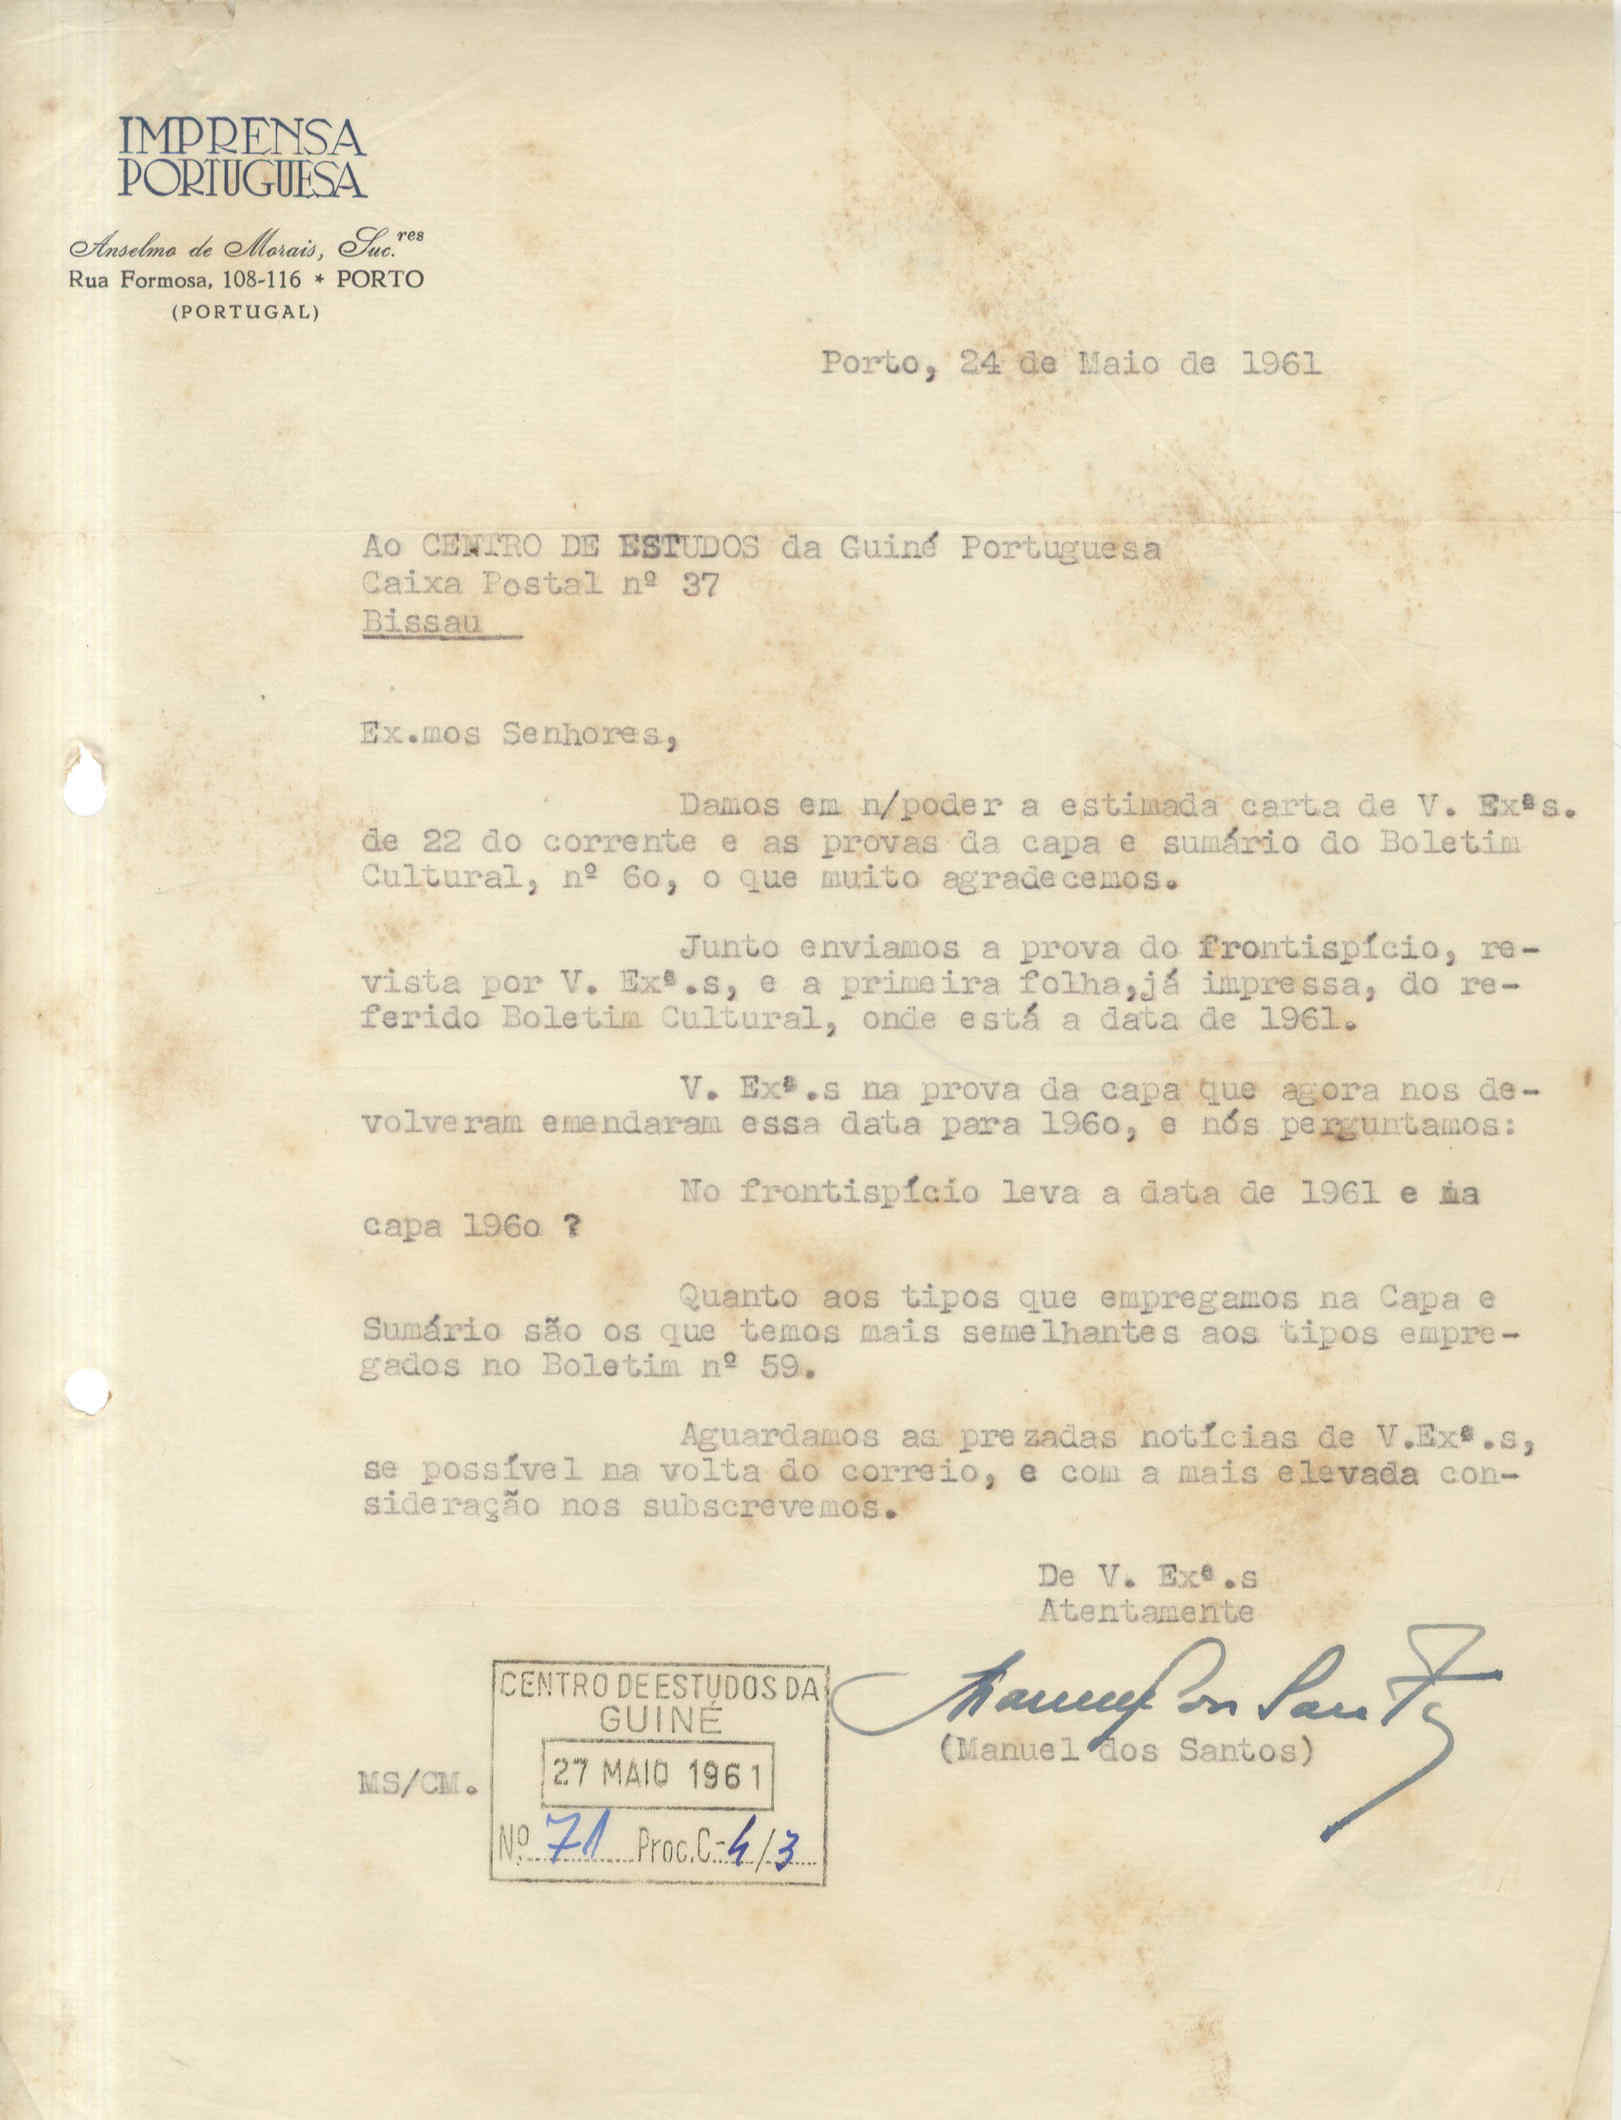 IMPRENSA
PORTUGUESA
Anselmo de Morais, Suc.res
Rua Formosa, 108-116 * PORTO
(PORTUGAL)
Porto, 24 de Maio de 1961
Ao CENTRO DE ESTUDOS da Guiné Portuguesa
Caixa Postal nº 37
Bissau
Ex.mos Senhores,
Damos em n/poder a estimada carta de V. Exªs.
de 22 do corrente e as provas da capa e sumário do Boletim
Cultural, nº 6o, o que muito agradecemos.
Junto enviamos a prova do frontispício, re-
vista por V. Exª.s, e a primeira folha,já impressa, do re-
ferido Boletim Cultural, onde está a data de 1961.
V. Exª.s na prova da capa que agora nos de-
volveram emendaram essa data para 196o, e nós perguntamos:
No frontispício leva a data de 1961 e na
capa 196o ?
Quanto aos tipos que empregamos na Capa e
Sumário são os que temos mais semelhantes aos tipos empre-
gados no Boletim nº 59.
Aguardamos as prezadas notícias de V.Exª.s,
se possível na volta do correio, e com a mais elevada con-
sideração nos subscrevemos.
De V. Exª.s
Atentamente
Manuel dos Santos
(Manuel dos Santos)
MS/CM.
CENTRO DE ESTUDOS DA
GUINÉ
27 MAIO 1961
Nº 71 Proc.C-4/3